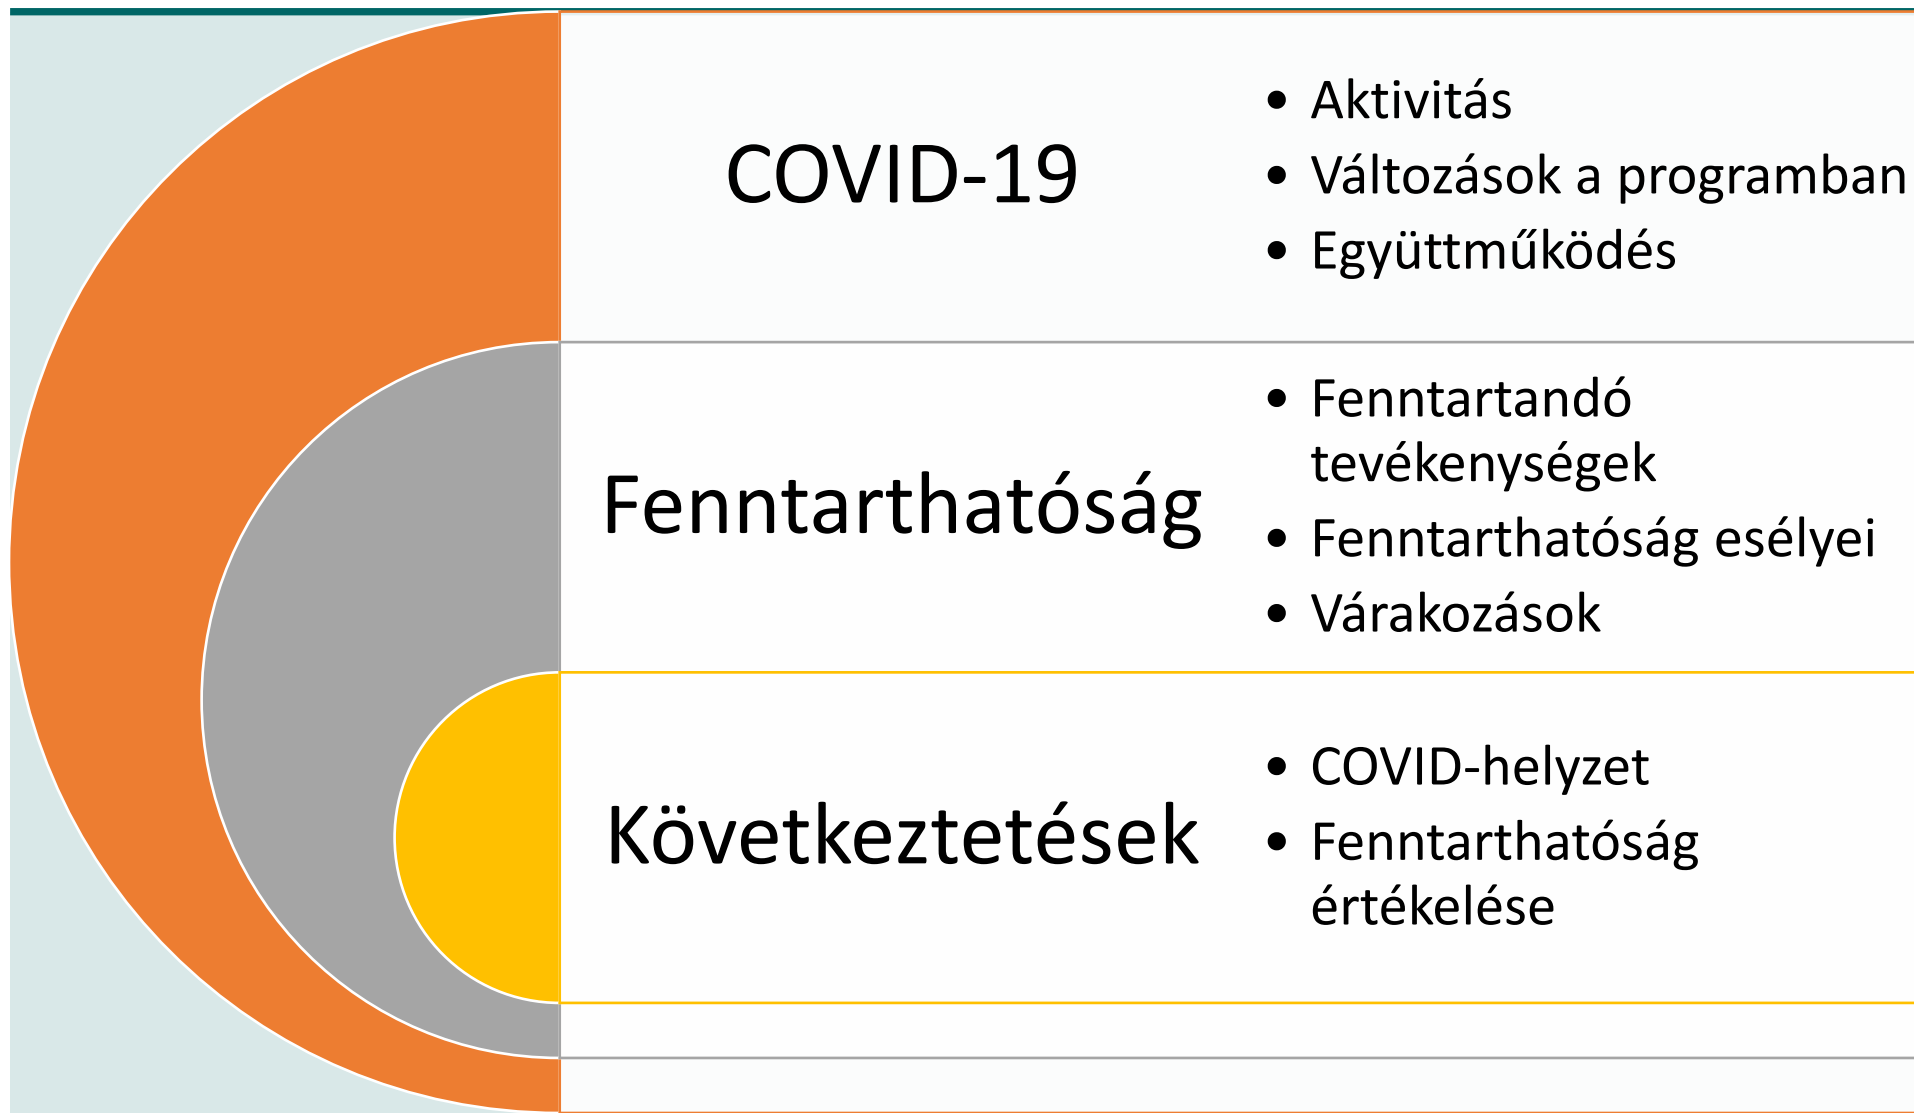 COVID-19
• Aktivitás
• Változások a programban
• Együttműködés
Fenntarthatóság
• Fenntartandó
tevékenységek
• Fenntarthatóság esélyei
• Várakozások
Következtetések
• COVID-helyzet
• Fenntarthatóság
értékelése